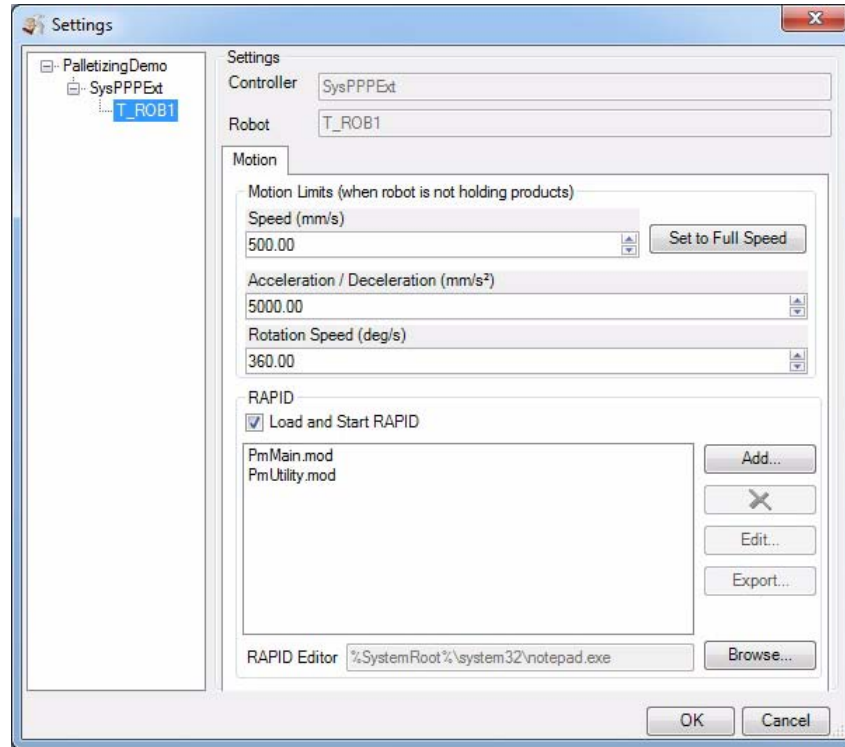 Settings
PalletizingDemo
SysPPPExt
T_ROB1
Settings
Controller SysPPPExt
Robot T_ROB1
Motion
Motion Limits (when robot is not holding products)
Speed (mm/s)
500.00 Set to Full Speed
Acceleration / Deceleration (mm/s²)
5000.00
Rotation Speed (deg/s)
360.00
RAPID
Load and Start RAPID
PmMain.mod
PmUtility.mod
Add...
Edit...
Export...
RAPID Editor %SystemRoot%\system32\notepad.exe Browse...
OK Cancel